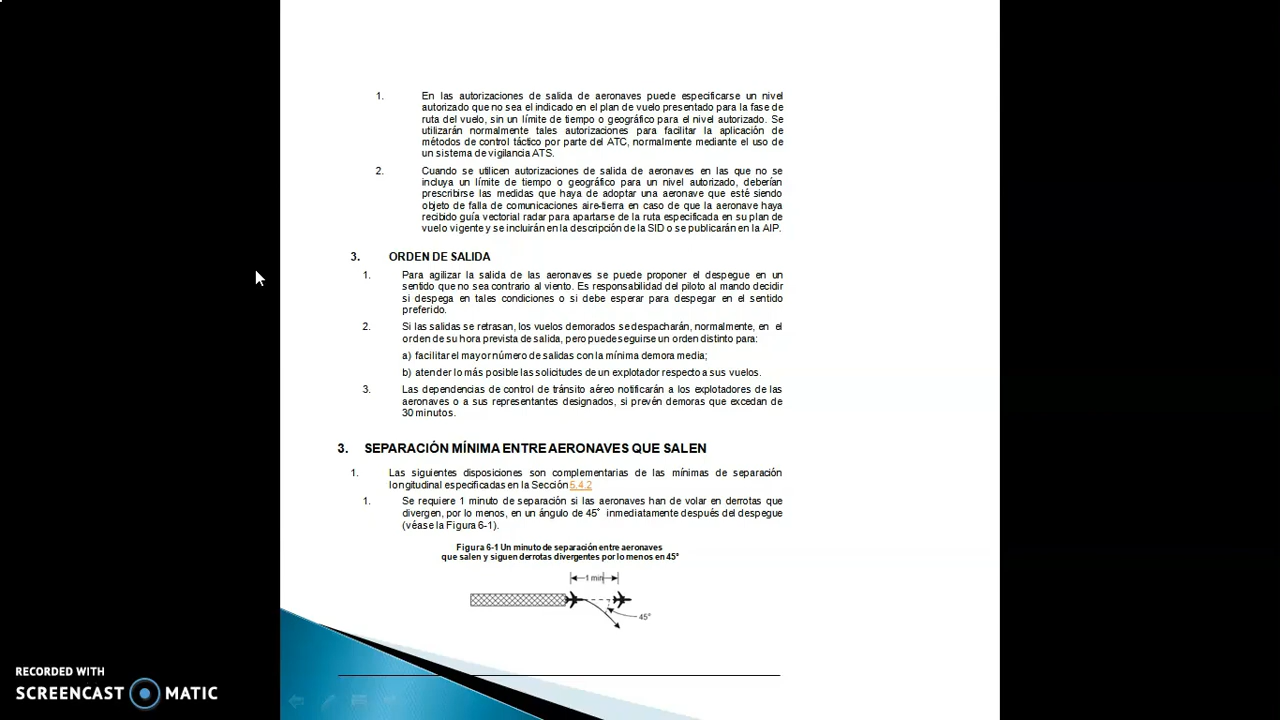 1. En las autorizaciones de salida de aeronaves puede especificarse un nivel
autorizado que no sea el indicado en el plan de vuelo presentado para la fase de
ruta del vuelo, sin un límite de tiempo o geográfico para el nivel autorizado. Se
utilizarán normalmente tales autorizaciones para facilitar la aplicación de
métodos de control táctico por parte del ATC, normalmente mediante el uso de
un sistema de vigilancia ATS.
2. Cuando se utilicen autorizaciones de salida de aeronaves en las que no se
incluya un límite de tiempo o geográfico para un nivel autorizado, deberían
prescribirse las medidas que haya de adoptar una aeronave que esté siendo
objeto de falla de comunicaciones aire-tierra en caso de que la aeronave haya
recibido guía vectorial radar para apartarse de la ruta especificada en su plan de
vuelo vigente y se incluirán en la descripción de la SID o se publicarán en la AIP.
3. ORDEN DE SALIDA
1. Para agilizar la salida de las aeronaves se puede proponer el despegue en un
sentido que no sea contrario al viento. Es responsabilidad del piloto al mando decidir
si despega en tales condiciones o si debe esperar para despegar en el sentido
preferido.
2. Si las salidas se retrasan, los vuelos demorados se despacharán, normalmente, en el
orden de su hora prevista de salida, pero puede seguirse un orden distinto para:
a) facilitar el mayor número de salidas con la mínima demora media;
b) atender lo más posible las solicitudes de un explotador respecto a sus vuelos.
3. Las dependencias de control de tránsito aéreo notificarán a los explotadores de las
aeronaves o a sus representantes designados, si prevén demoras que excedan de
30 minutos.
3. SEPARACIÓN MÍNIMA ENTRE AERONAVES QUE SALEN
1. Las siguientes disposiciones son complementarias de las mínimas de separación
longitudinal especificadas en la Sección 5.4.2
1. Se requiere 1 minuto de separación si las aeronaves han de volar en derrotas que
divergen, por lo menos, en un ángulo de 45° inmediatamente después del despegue
(véase la Figura 6-1).
Figura 6-1 Un minuto de separación entre aeronaves
que salen y siguen derrotas divergentes por lo menos en 45°
1 min
45°
RECORDED WITH
SCREENCAST MATIC